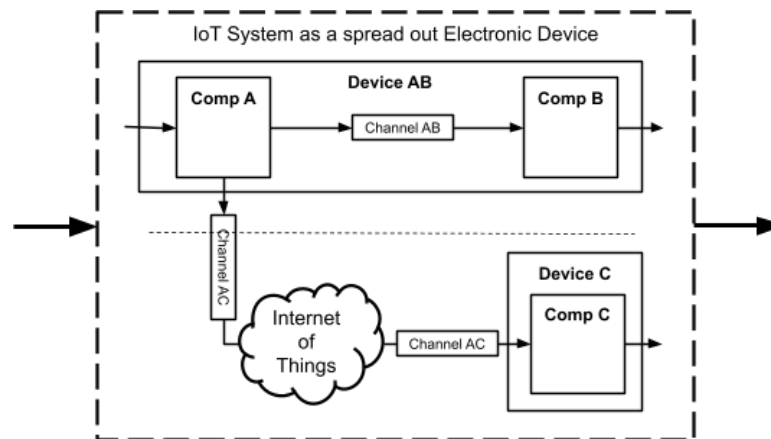 IoT System as a spread out Electronic Device
Device AB
Comp A
Comp B
Channel AB
Channel AC
Internet
of
Things
Channel AC
Device C
Comp C